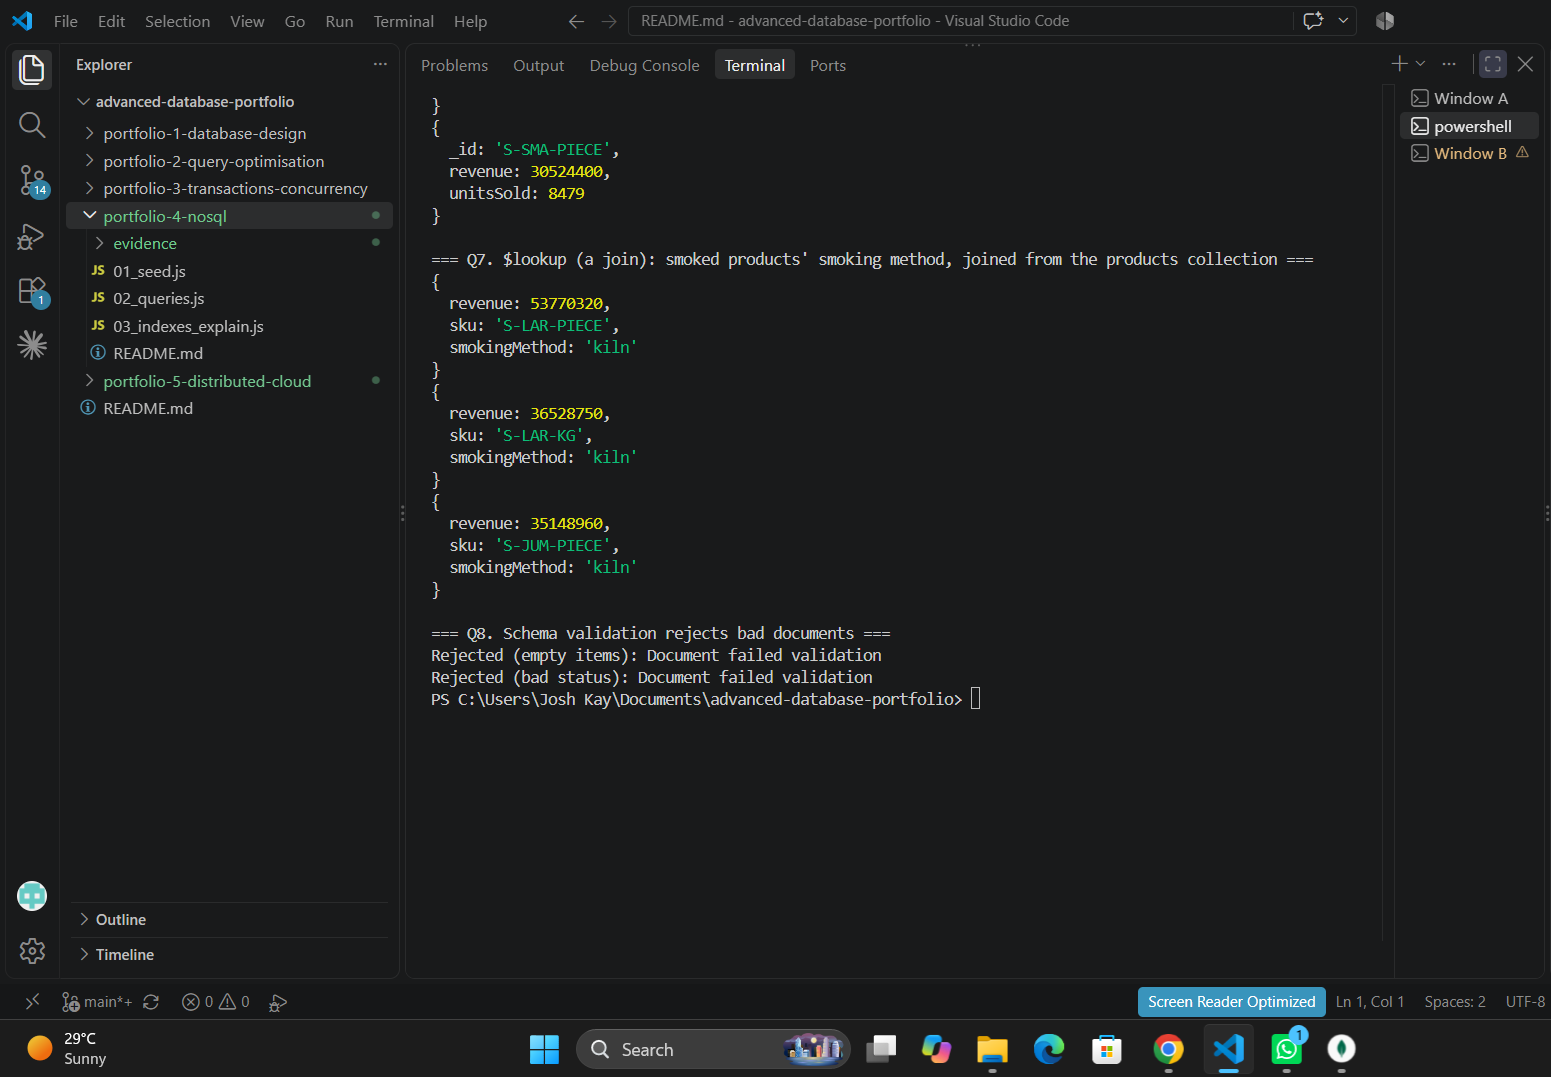 File Edit Selection View Go Run Terminal Help
README.md - advanced-database-portfolio - Visual Studio Code
Explorer
advanced-database-portfolio
portfolio-1-database-design
portfolio-2-query-optimisation
portfolio-3-transactions-concurrency
portfolio-4-nosql
evidence
JS 01_seed.js
JS 02_queries.js
JS 03_indexes_explain.js
README.md
portfolio-5-distributed-cloud
README.md
14
1
Outline
Timeline
Problems Output Debug Console Terminal Ports
}
{
_id: 'S-SMA-PIECE',
revenue: 30524400,
unitsSold: 8479
}
=== Q7. $lookup (a join): smoked products' smoking method, joined from the products collection ===
{
revenue: 53770320,
sku: 'S-LAR-PIECE',
smokingMethod: 'kiln'
}
{
revenue: 36528750,
sku: 'S-LAR-KG',
smokingMethod: 'kiln'
}
{
revenue: 35148960,
sku: 'S-JUM-PIECE',
smokingMethod: 'kiln'
}
=== Q8. Schema validation rejects bad documents ===
Rejected (empty items): Document failed validation
Rejected (bad status): Document failed validation
PS C:\Users\Josh Kay\Documents\advanced-database-portfolio>
Window A
powershell
Window B
main*+ 0 0
Screen Reader Optimized Ln 1, Col 1 Spaces: 2 UTF-8
29°C
Sunny
Search
1